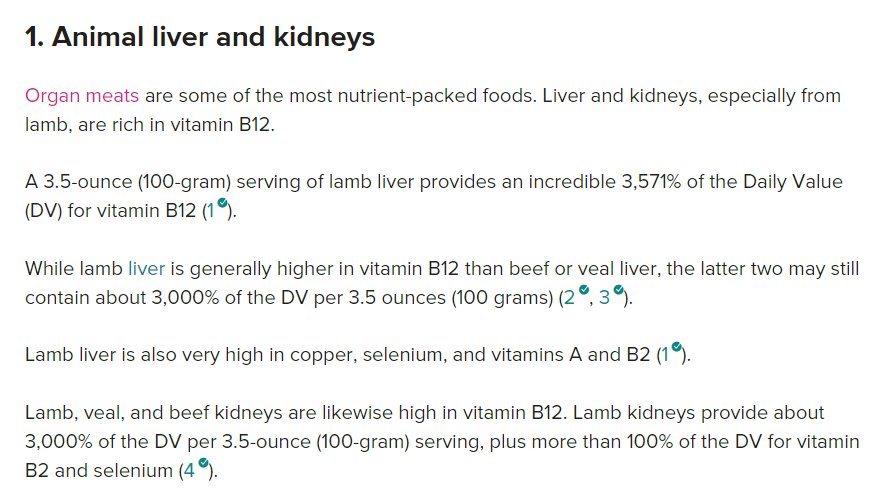 1. Animal liver and kidneys
Organ meats are some of the most nutrient-packed foods. Liver and kidneys, especially from
lamb, are rich in vitamin B12.
A 3.5-ounce (100-gram) serving of lamb liver provides an incredible 3,571% of the Daily Value
(DV) for vitamin B12 (1).
While lamb liver is generally higher in vitamin B12 than beef or veal liver, the latter two may still
contain about 3,000% of the DV per 3.5 ounces (100 grams) (2, 3).
Lamb liver is also very high in copper, selenium, and vitamins A and B2 (1).
Lamb, veal, and beef kidneys are likewise high in vitamin B12. Lamb kidneys provide about
3,000% of the DV per 3.5-ounce (100-gram) serving, plus more than 100% of the DV for vitamin
B2 and selenium (4).